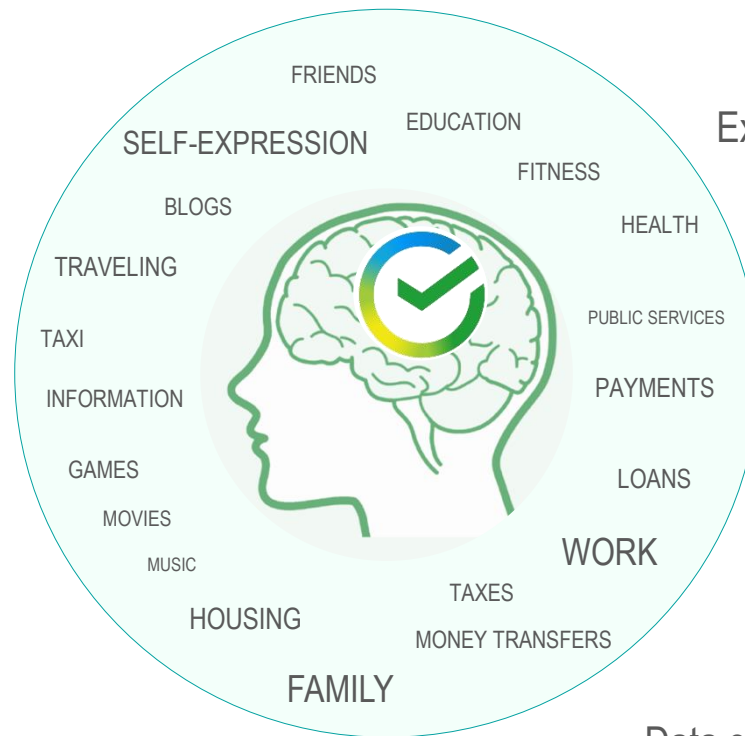 FRIENDS
EDUCATION
Ex
SELF-EXPRESSION
FITNESS
BLOGS
HEALTH
TRAVELING
PUBLIC SERVICES
TAXI
PAYMENTS
INFORMATION
GAMES
LOANS
MOVIES
WORK
MUSIC
TAXES
HOUSING
MONEY TRANSFERS
FAMILY